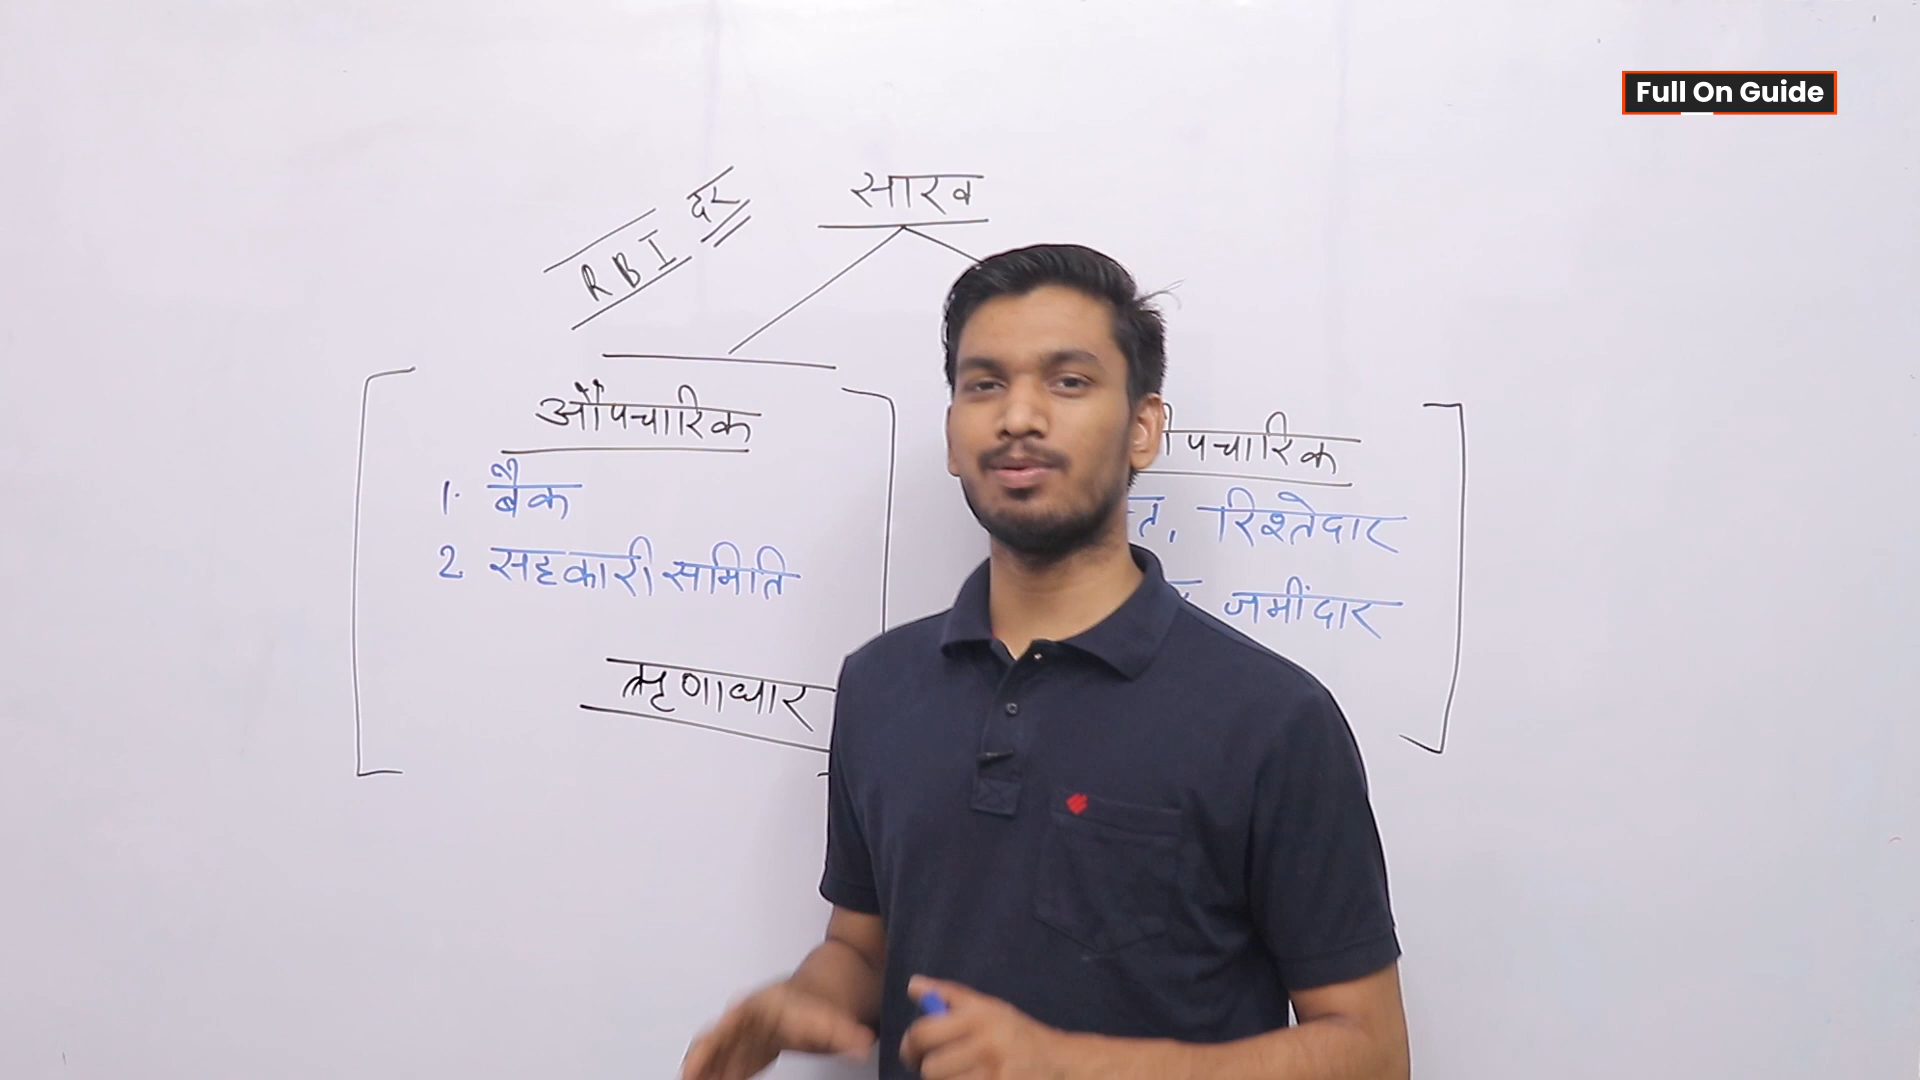 Full On Guide
साख
RBI दर
औपचारिक
पचारिक
1. बैंक
रिश्तेदार
2 सहकारी समिति
जमींदार
ऋणाधार